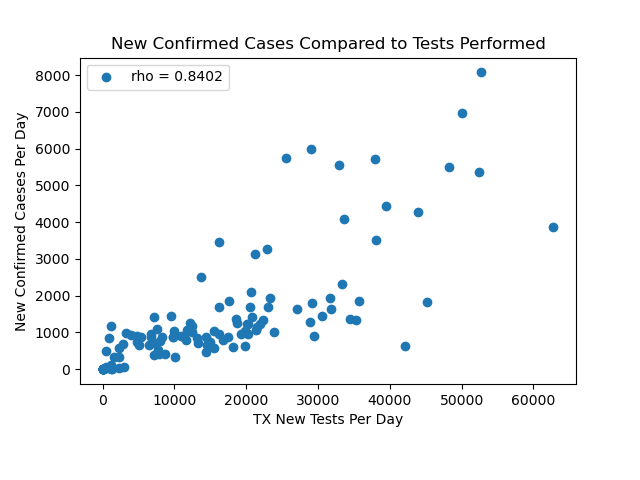 New Confirmed Cases Compared to Tests Performed
rho = 0.8402
8000
7000
6000
5000
4000
3000
2000
1000
0
New Confirmed Caeses Per Day
0 10000 20000 30000 40000 50000 60000
TX New Tests Per Day